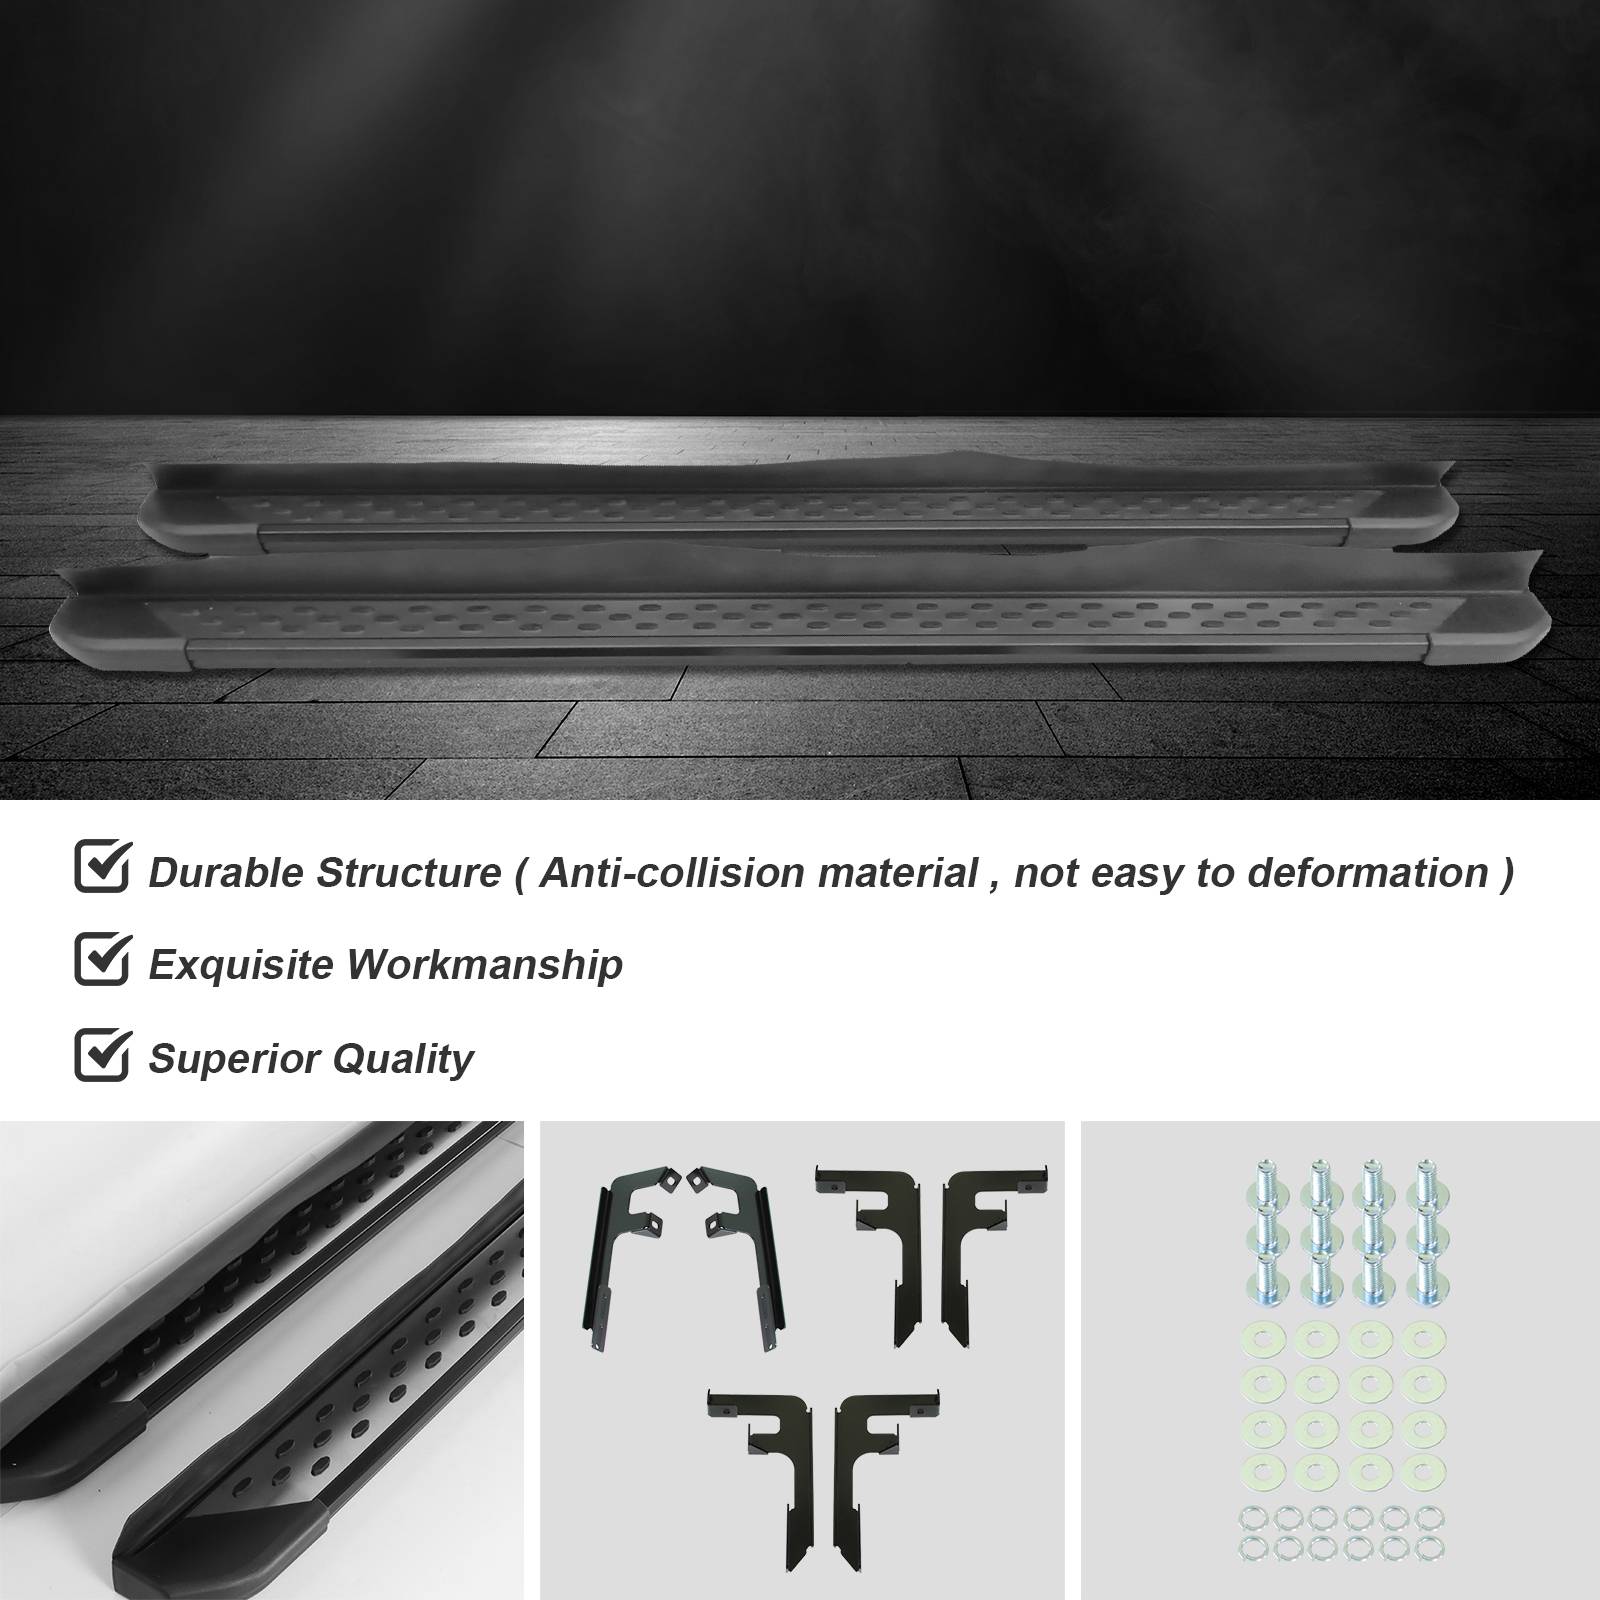 Durable Structure ( Anti-collision material , not easy to deformation )
Exquisite Workmanship
Superior Quality